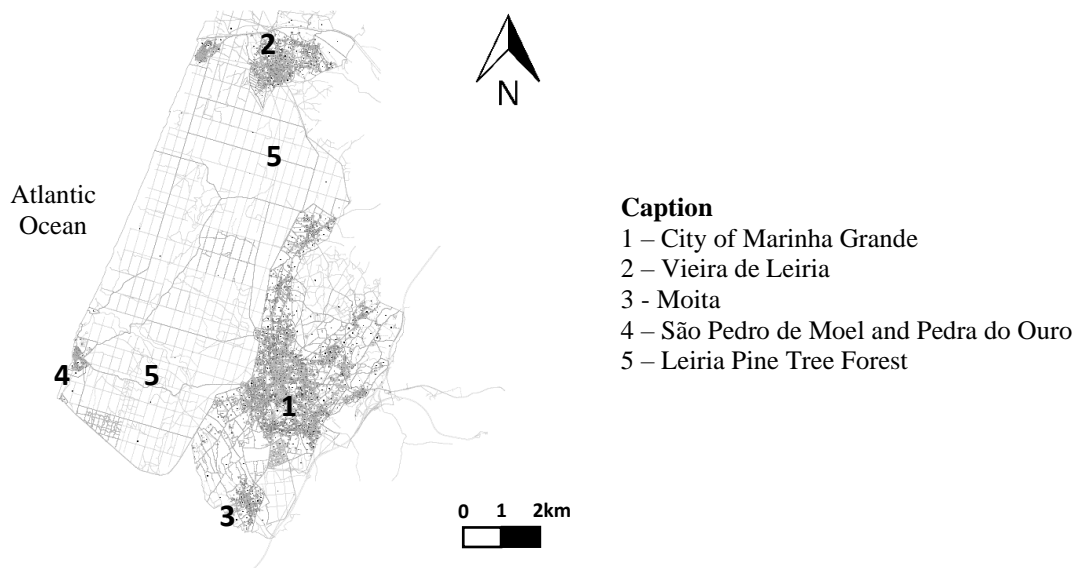 2
N
5
Atlantic
Ocean
Caption
1 – City of Marinha Grande
2 – Vieira de Leiria
3 - Moita
4 – São Pedro de Moel and Pedra do Ouro
5 – Leiria Pine Tree Forest
4
5
1
3
0 1 2km